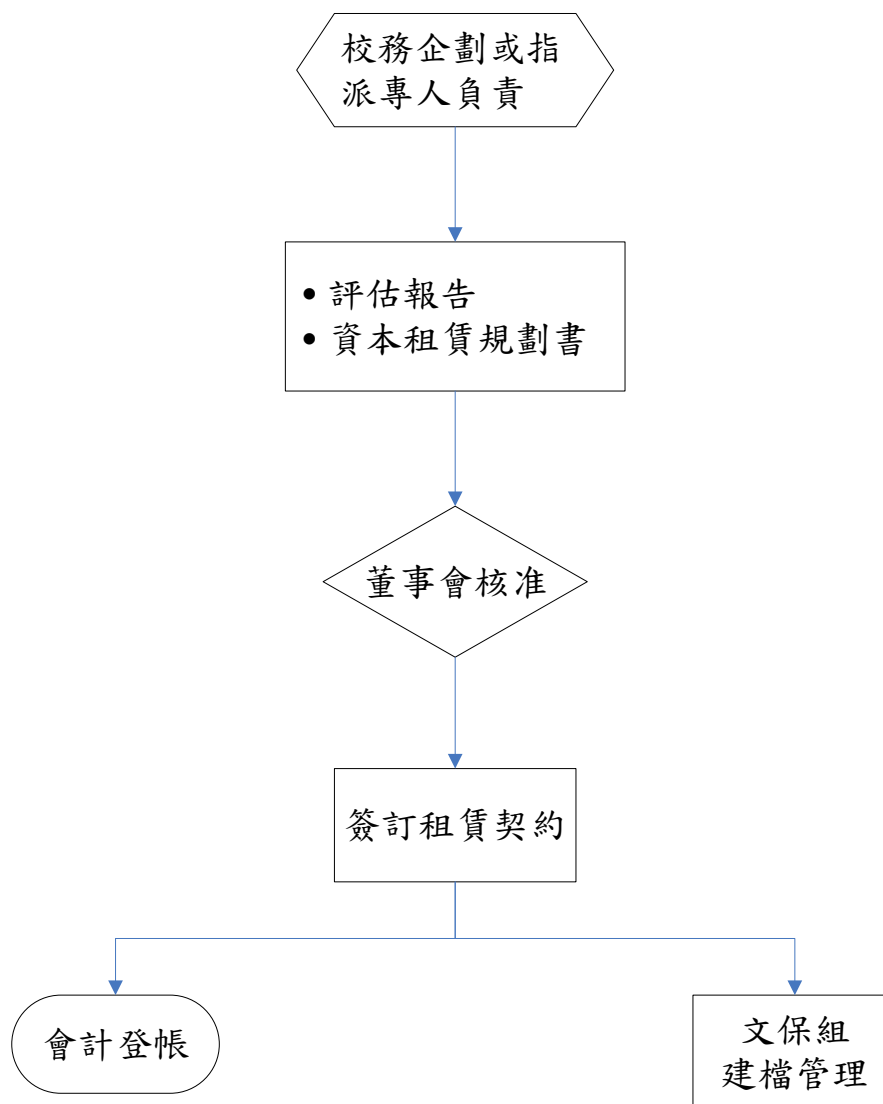 校務企劃或指
派專人負責
• 評估報告
• 資本租賃規劃書
董事會核准
簽訂租賃契約
會計登帳
文保組
建檔管理